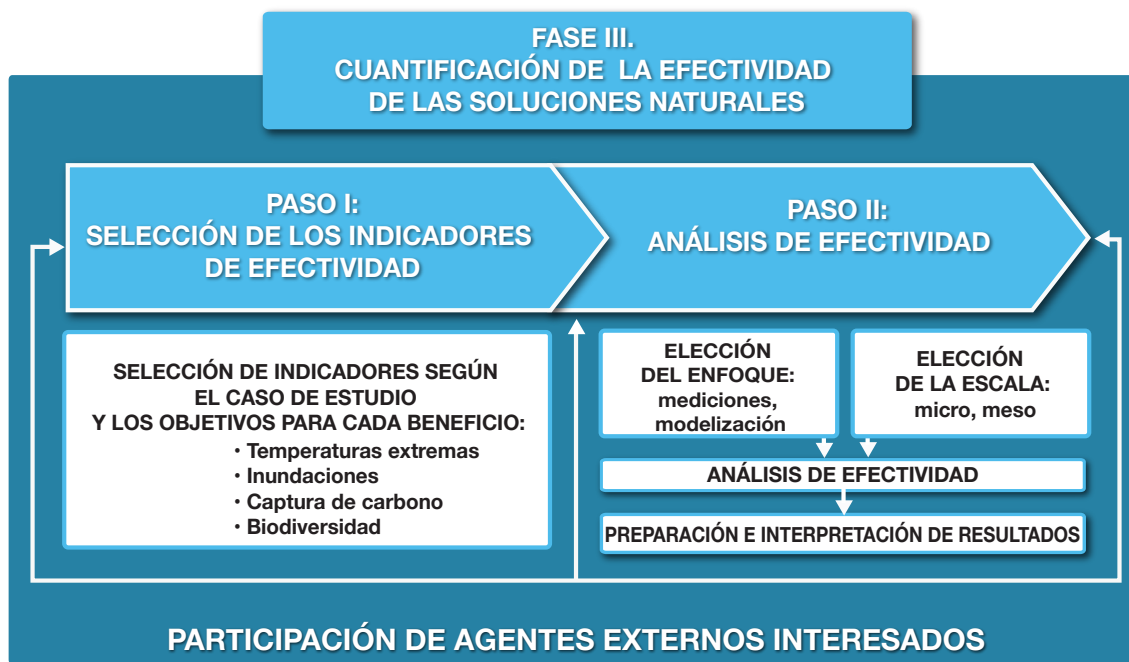 FASE III.
CUANTIFICACIÓN DE LA EFECTIVIDAD
DE LAS SOLUCIONES NATURALES
PASO I:
SELECCIÓN DE LOS INDICADORES
DE EFECTIVIDAD
PASO II:
ANÁLISIS DE EFECTIVIDAD
SELECCIÓN DE INDICADORES SEGÚN
EL CASO DE ESTUDIO
Y LOS OBJETIVOS PARA CADA BENEFICIO:
• Temperaturas extremas
• Inundaciones
• Captura de carbono
• Biodiversidad
ELECCIÓN
DEL ENFOQUE:
mediciones,
modelización
ELECCIÓN
DE LA ESCALA:
micro, meso
ANÁLISIS DE EFECTIVIDAD
PREPARACIÓN E INTERPRETACIÓN DE RESULTADOS
PARTICIPACIÓN DE AGENTES EXTERNOS INTERESADOS